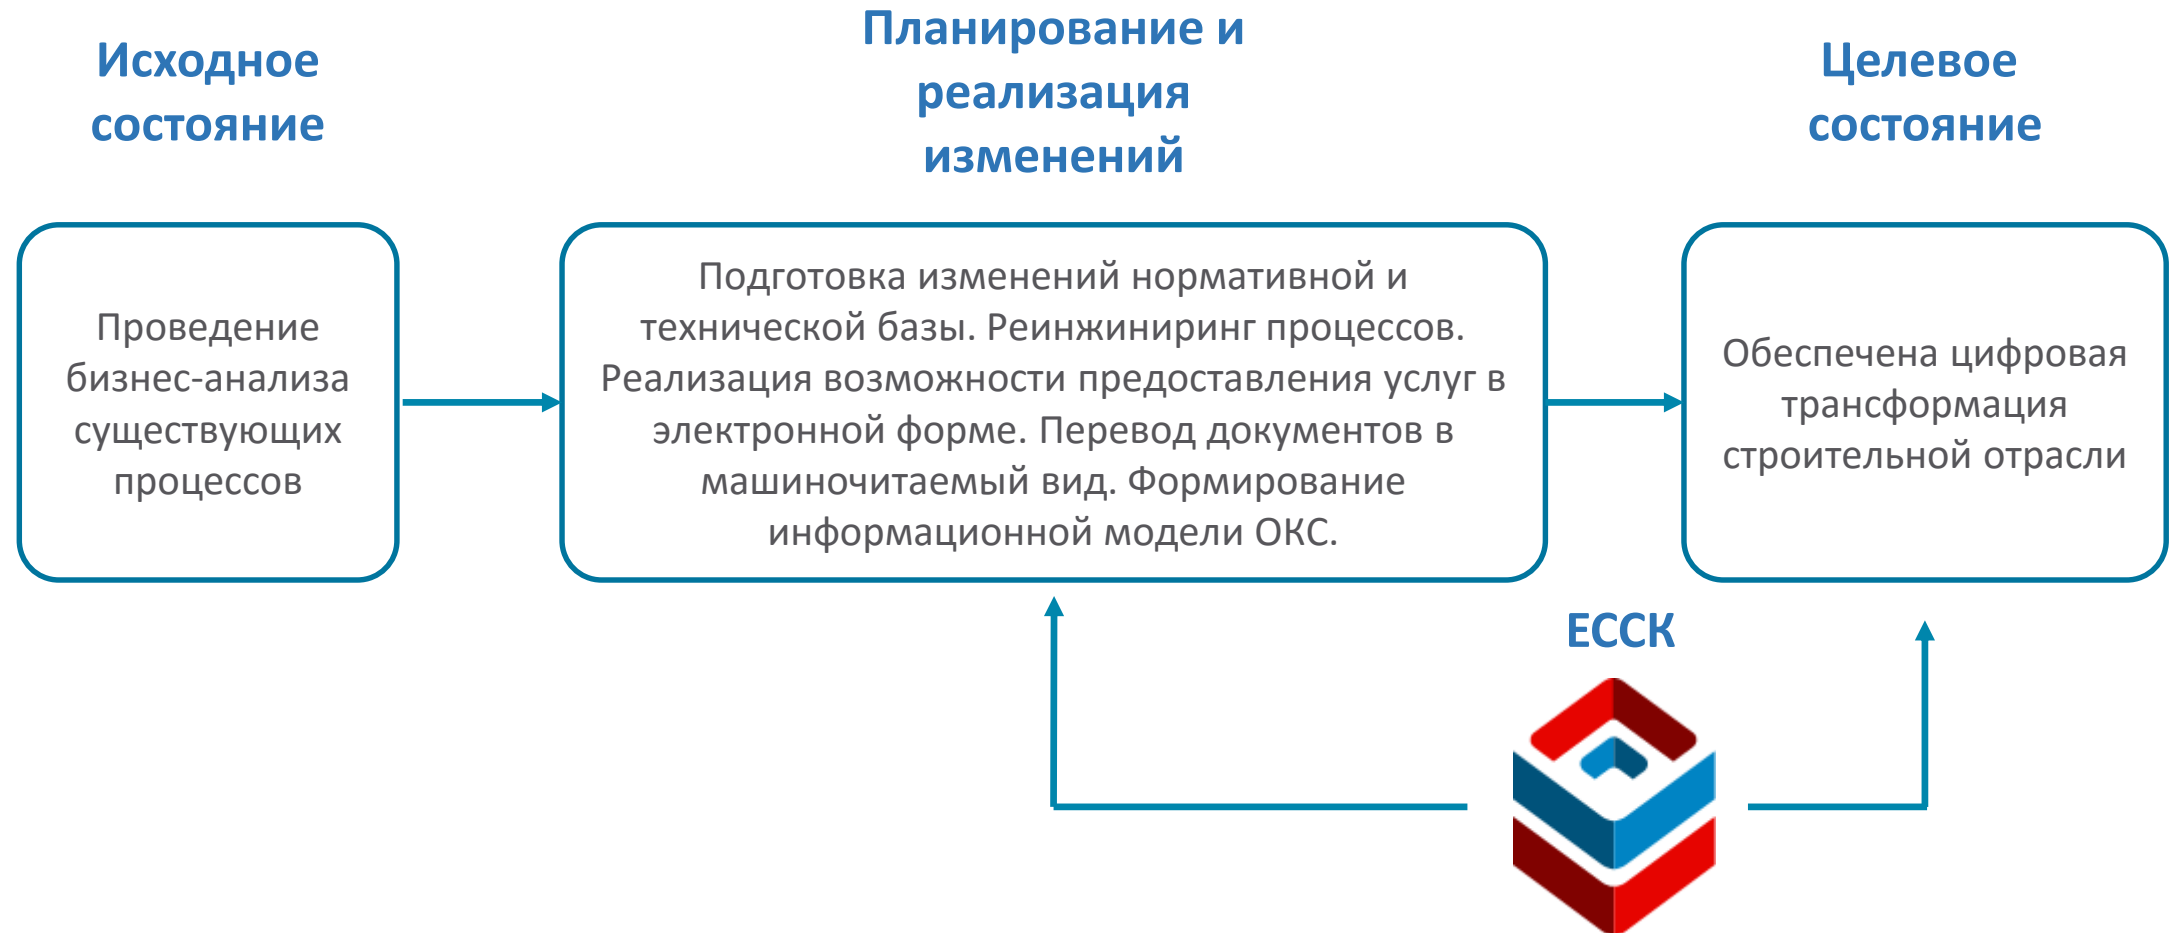 Исходное
состояние
Планирование и
реализация
изменений
Целевое
состояние
Проведение
бизнес-анализа
существующих
процессов
Подготовка изменений нормативной и
технической базы. Реинжиниринг процессов.
Реализация возможности предоставления услуг в
электронной форме. Перевод документов в
машиночитаемый вид. Формирование
информационной модели ОКС.
Обеспечена цифровая
трансформация
строительной отрасли
ЕССК